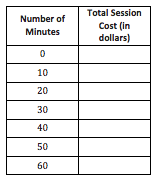 Number of
Minutes
Total Session
Cost (in
dollars)
0
10
20
30
40
50
60